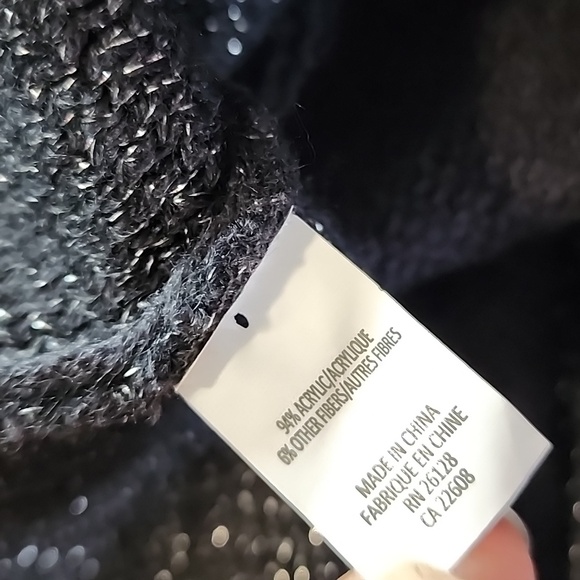 94% ACRYLIC/ACRYLIQUE
6% OTHER FIBERS/AUTRES FIBRES
MADE IN CHINA
FABRIQUE EN CHINE
RN 26128
CA 22608